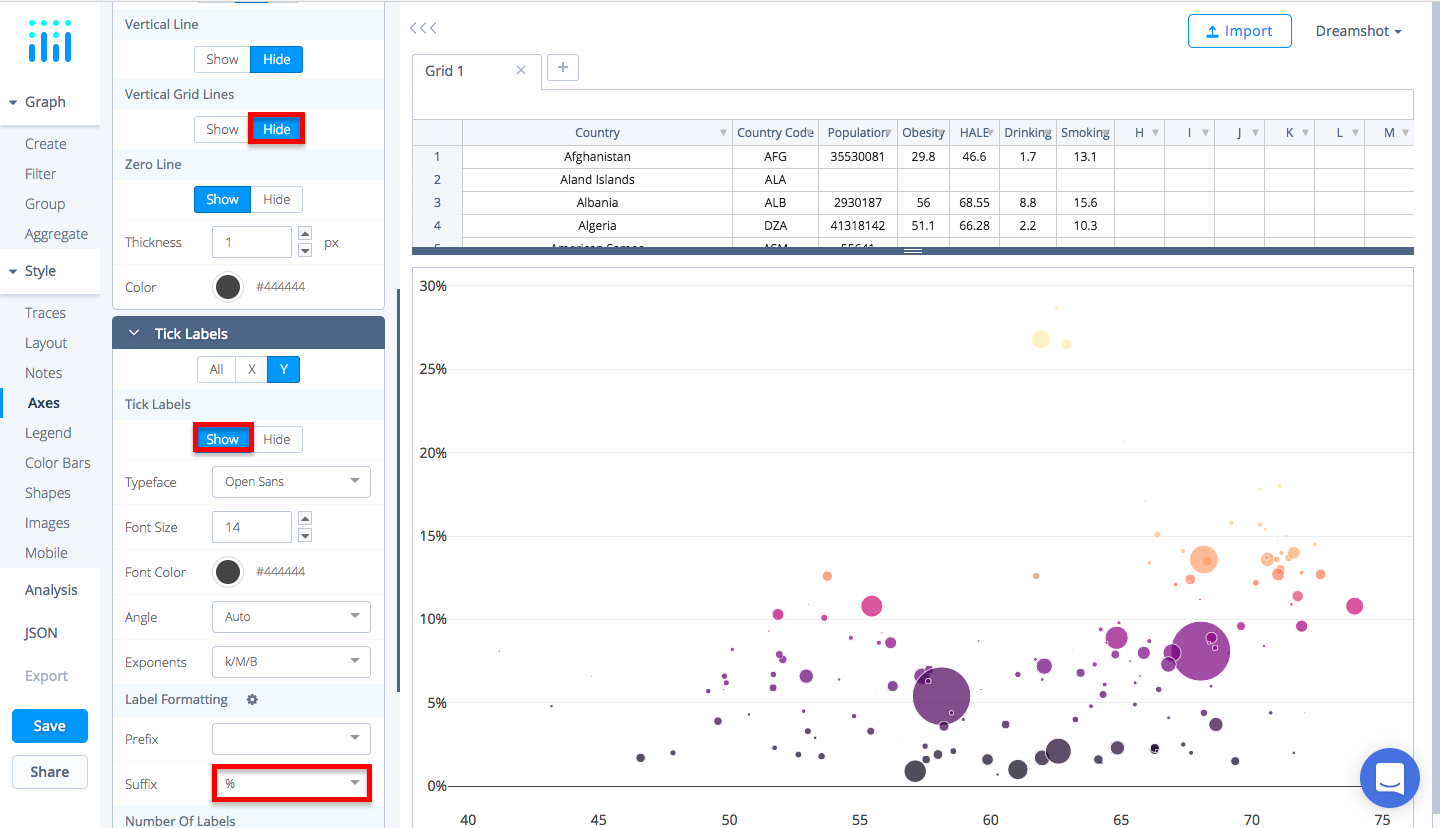 Graph
Create
Filter
Group
Aggregate
Style
Traces
Layout
Notes
Axes
Legend
Color Bars
Shapes
Images
Mobile
Analysis
JSON
Export
Save
Share
Vertical Line
Show Hide
Vertical Grid Lines
Show Hide
Zero Line
Show Hide
Thickness 1 px
Color #444444
Tick Labels
All X Y
Tick Labels
Show Hide
Typeface Open Sans
Font Size 14
Font Color #444444
Angle Auto
Exponents k/M/B
Label Formatting
Prefix
Suffix %
Number Of Labels
Import Dreamshot
Grid 1 × +
Country Country Code Population Obesity HALE Drinking Smoking H I J K L M
1 Afghanistan AFG 35530081 29.8 46.6 1.7 13.1
2 Aland Islands ALA
3 Albania ALB 2930187 56 68.55 8.8 15.6
4 Algeria DZA 41318142 51.1 66.28 2.2 10.3
5 American Samoa ASM 55641
30%
25%
20%
15%
10%
5%
0%
40 45 50 55 60 65 70 75